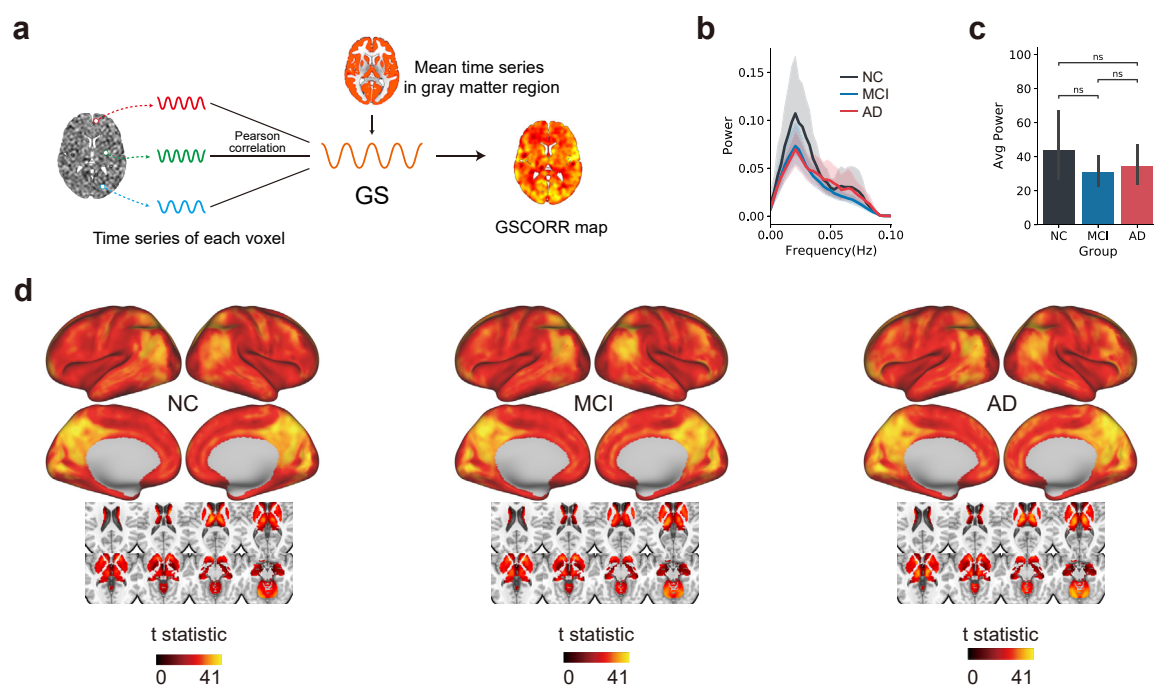 a
Mean time series
in gray matter region
Pearson
correlation
GS
Time series of each voxel
GSCORR map
b
0.15
0.10
0.05
0.00
Power
NC
MCI
AD
0.00 0.05 0.10
Frequency(Hz)
c
100
80
60
40
20
0
Avg Power
ns
ns
ns
NC MCI AD
Group
d
NC
MCI
AD
t statistic
0 41
t statistic
0 41
t statistic
0 41